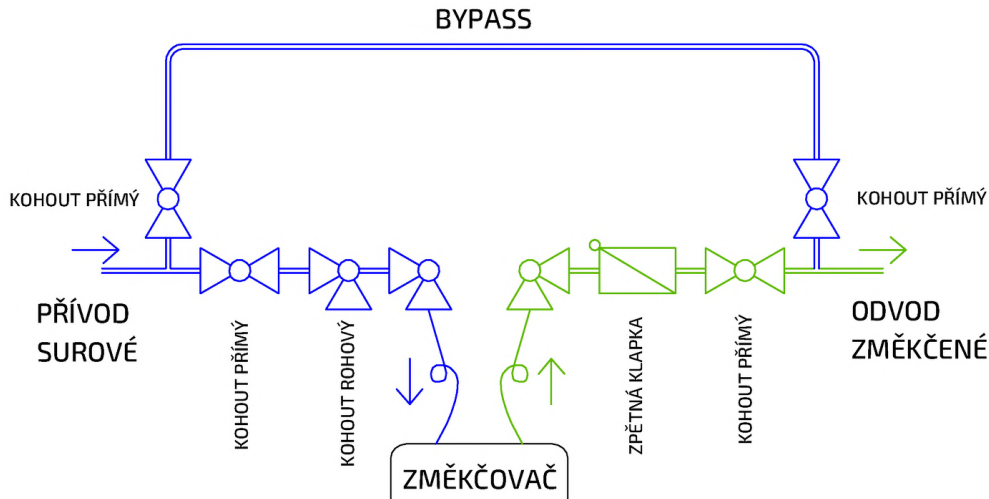 BYPASS
KOHOUT PŘÍMÝ
KOHOUT PŘÍMÝ
PŘÍVOD
SUROVÉ
KOHOUT PŘÍMÝ
KOHOUT ROHOVÝ
ZPĚTNÁ KLAPKA
KOHOUT PŘÍMÝ
ODVOD
ZMĚKČENÉ
ZMĚKČOVAČ